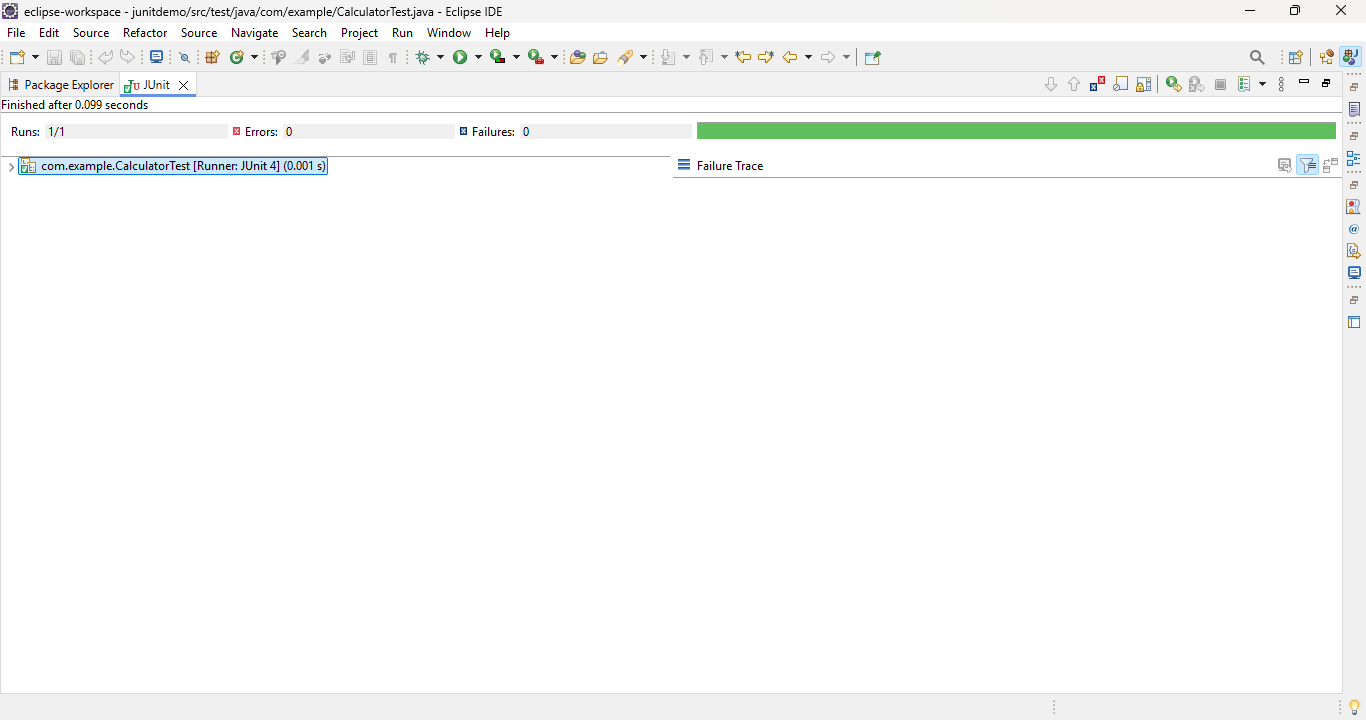 eclipse-workspace - junitdemo/src/test/java/com/example/CalculatorTest.java - Eclipse IDE
File Edit Source Refactor Source Navigate Search Project Run Window Help
Package Explorer JUnit
Finished after 0.099 seconds
Runs: 1/1 Errors: 0 Failures: 0
com.example.CalculatorTest [Runner: JUnit 4] (0.001 s) Failure Trace